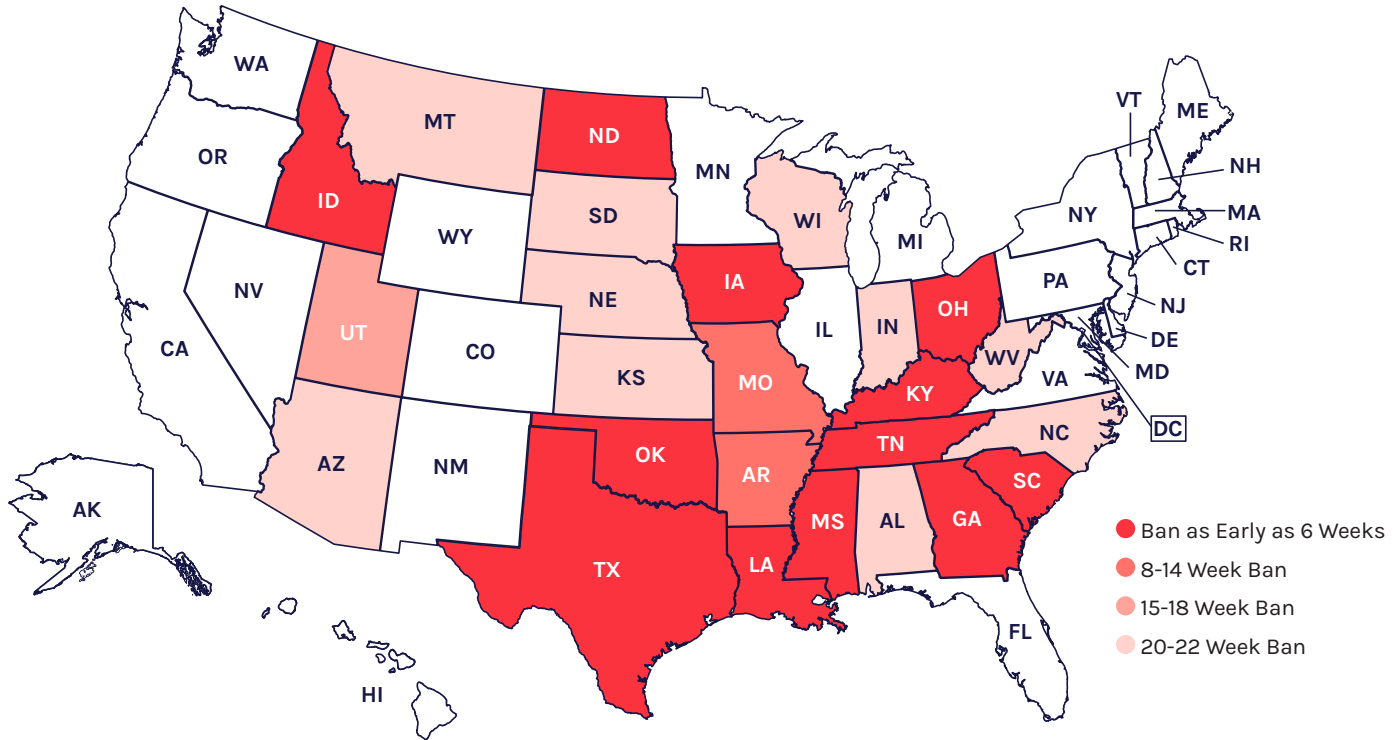 WA
MT
ND
MN
VT
ME
OR
ID
SD
WI
MI
NY
NH
MA
RI
CT
WY
IA
PA
NJ
NV
NE
IL
IN
OH
DE
CA
UT
CO
KS
MO
WV
VA
MD
KY
DC
AZ
NM
OK
AR
TN
NC
SC
AK
MS
AL
GA
TX
LA
FL
HI
Ban as Early as 6 Weeks
8-14 Week Ban
15-18 Week Ban
20-22 Week Ban